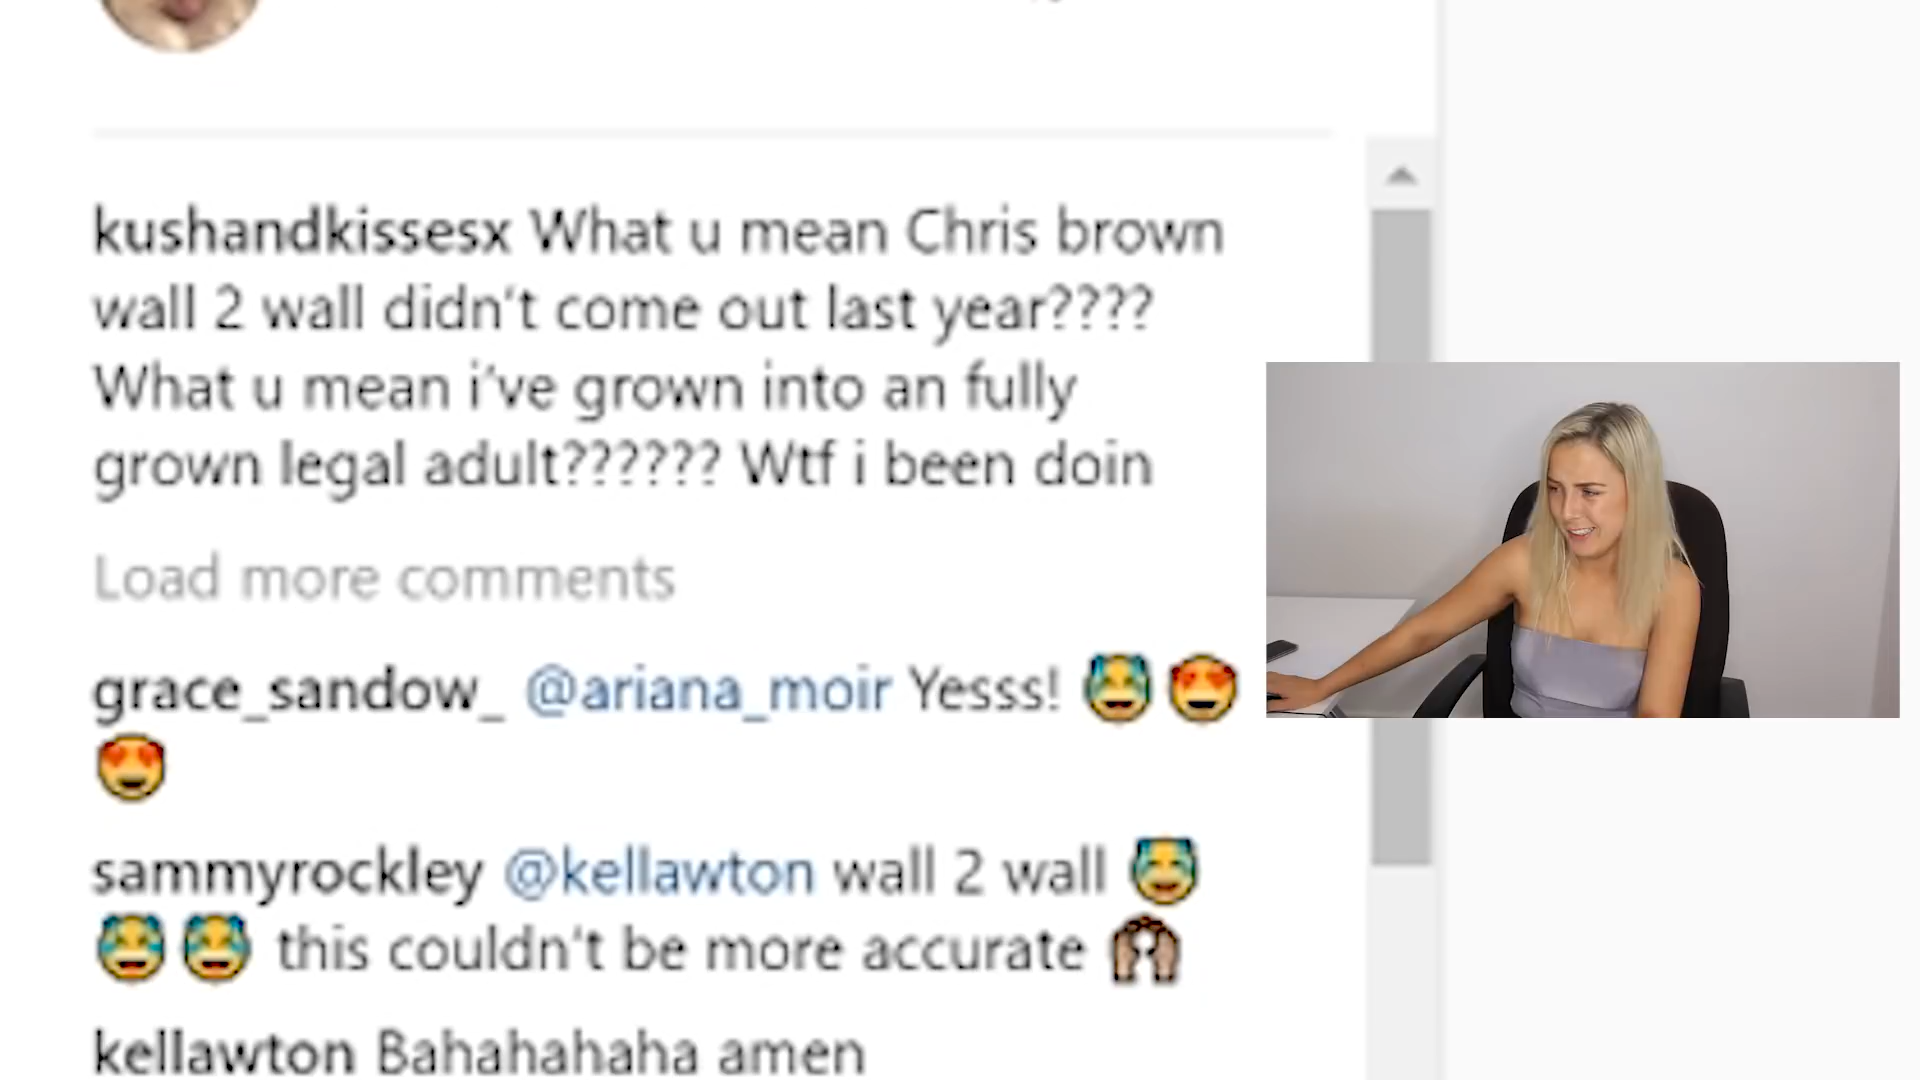 kushandkissesx What u mean Chris brown
wall 2 wall didn't come out last year????
What u mean i've grown into an fully
grown legal adult?????? Wtf i been doin
Load more comments
grace_sandow_ @ariana_moir Yesss! 😹😍
😍
sammyrockley @kellawton wall 2 wall 😹
😹😹 this couldn't be more accurate 🙌🏽
kellawton Bahahahaha amen